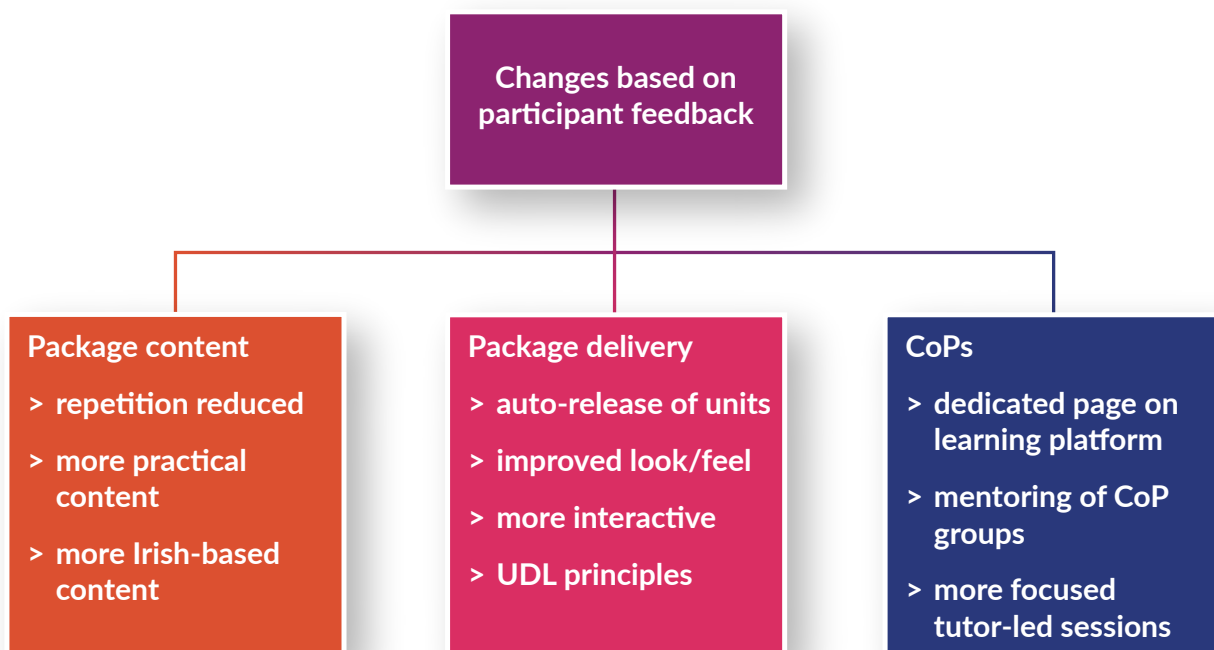 Changes based on
participant feedback
Package content
> repetition reduced
> more practical
content
> more Irish-based
content
Package delivery
> auto-release of units
> improved look/feel
> more interactive
> UDL principles
CoPs
> dedicated page on
learning platform
> mentoring of CoP
groups
> more focused
tutor-led sessions